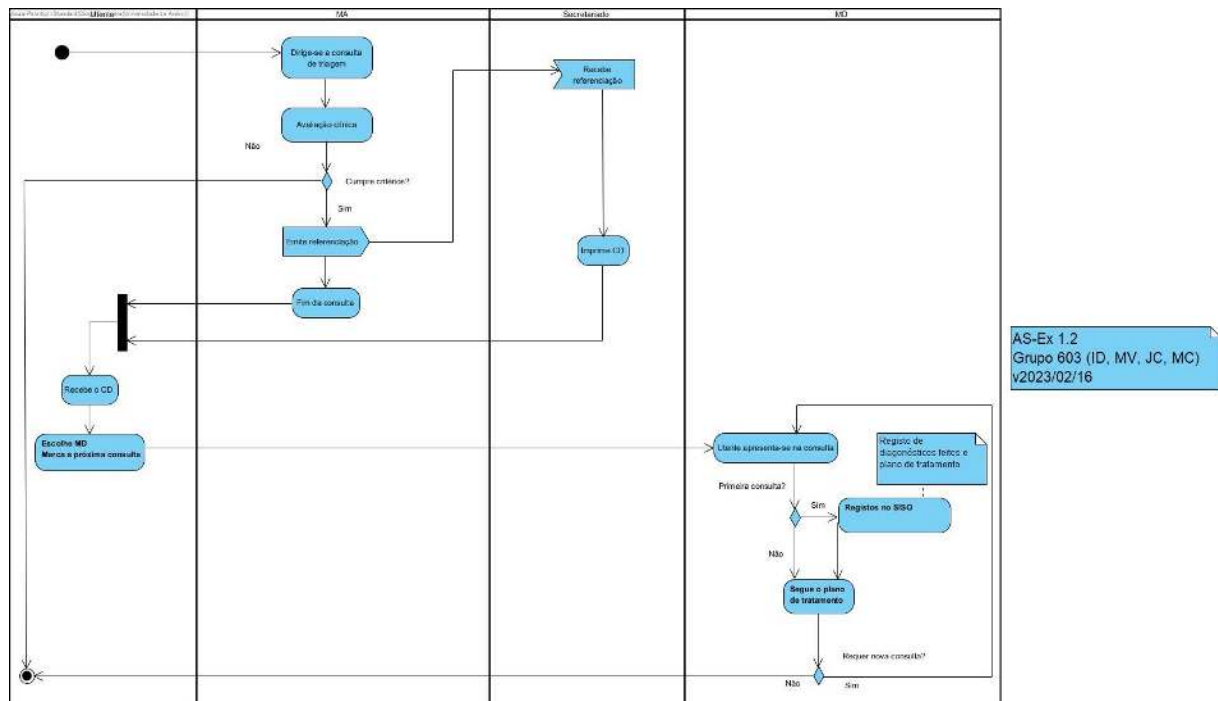 Utente
MA
Secretariado
MD
Dirige-se a consulta
de triagem
Recebe
referenciação
Avaliação clínica
Não
Cumpre critérios?
Sim
Emite referenciação
Imprime CD
Fim da consulta
AS-Ex 1.2
Grupo 603 (ID, MV, JC, MC)
v2023/02/16
Recebe o CD
Escolhe MD
Marca a próxima consulta
Utente apresenta-se na consulta
Registo de
diagonósticos feitos e
plano de tratamento
Primeira consulta?
Sim
Registos no SISO
Não
Segue o plano
de tratamento
Requer nova consulta?
Não
Sim